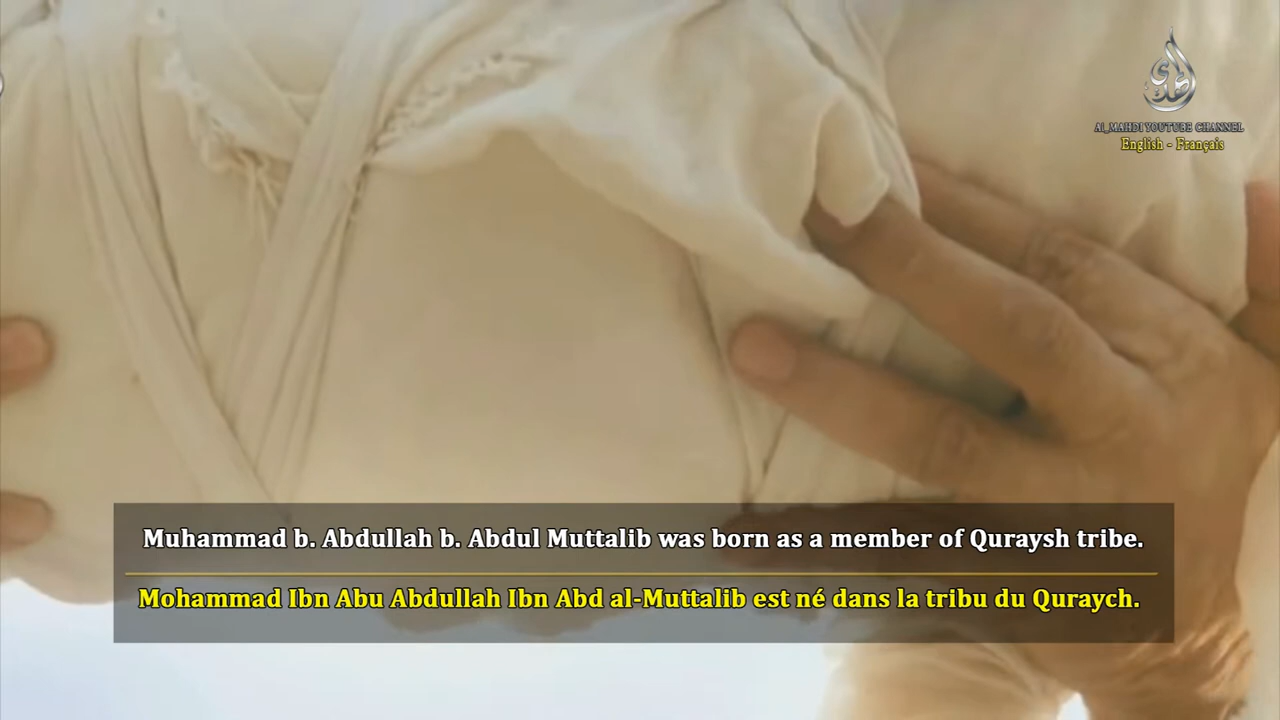 Al_MAHDI YOUTUBE CHANNEL
English - Français
Muhammad b. Abdullah b. Abdul Muttalib was born as a member of Quraysh tribe.
Mohammad Ibn Abu Abdullah Ibn Abd al-Muttalib est né dans la tribu du Quraych.